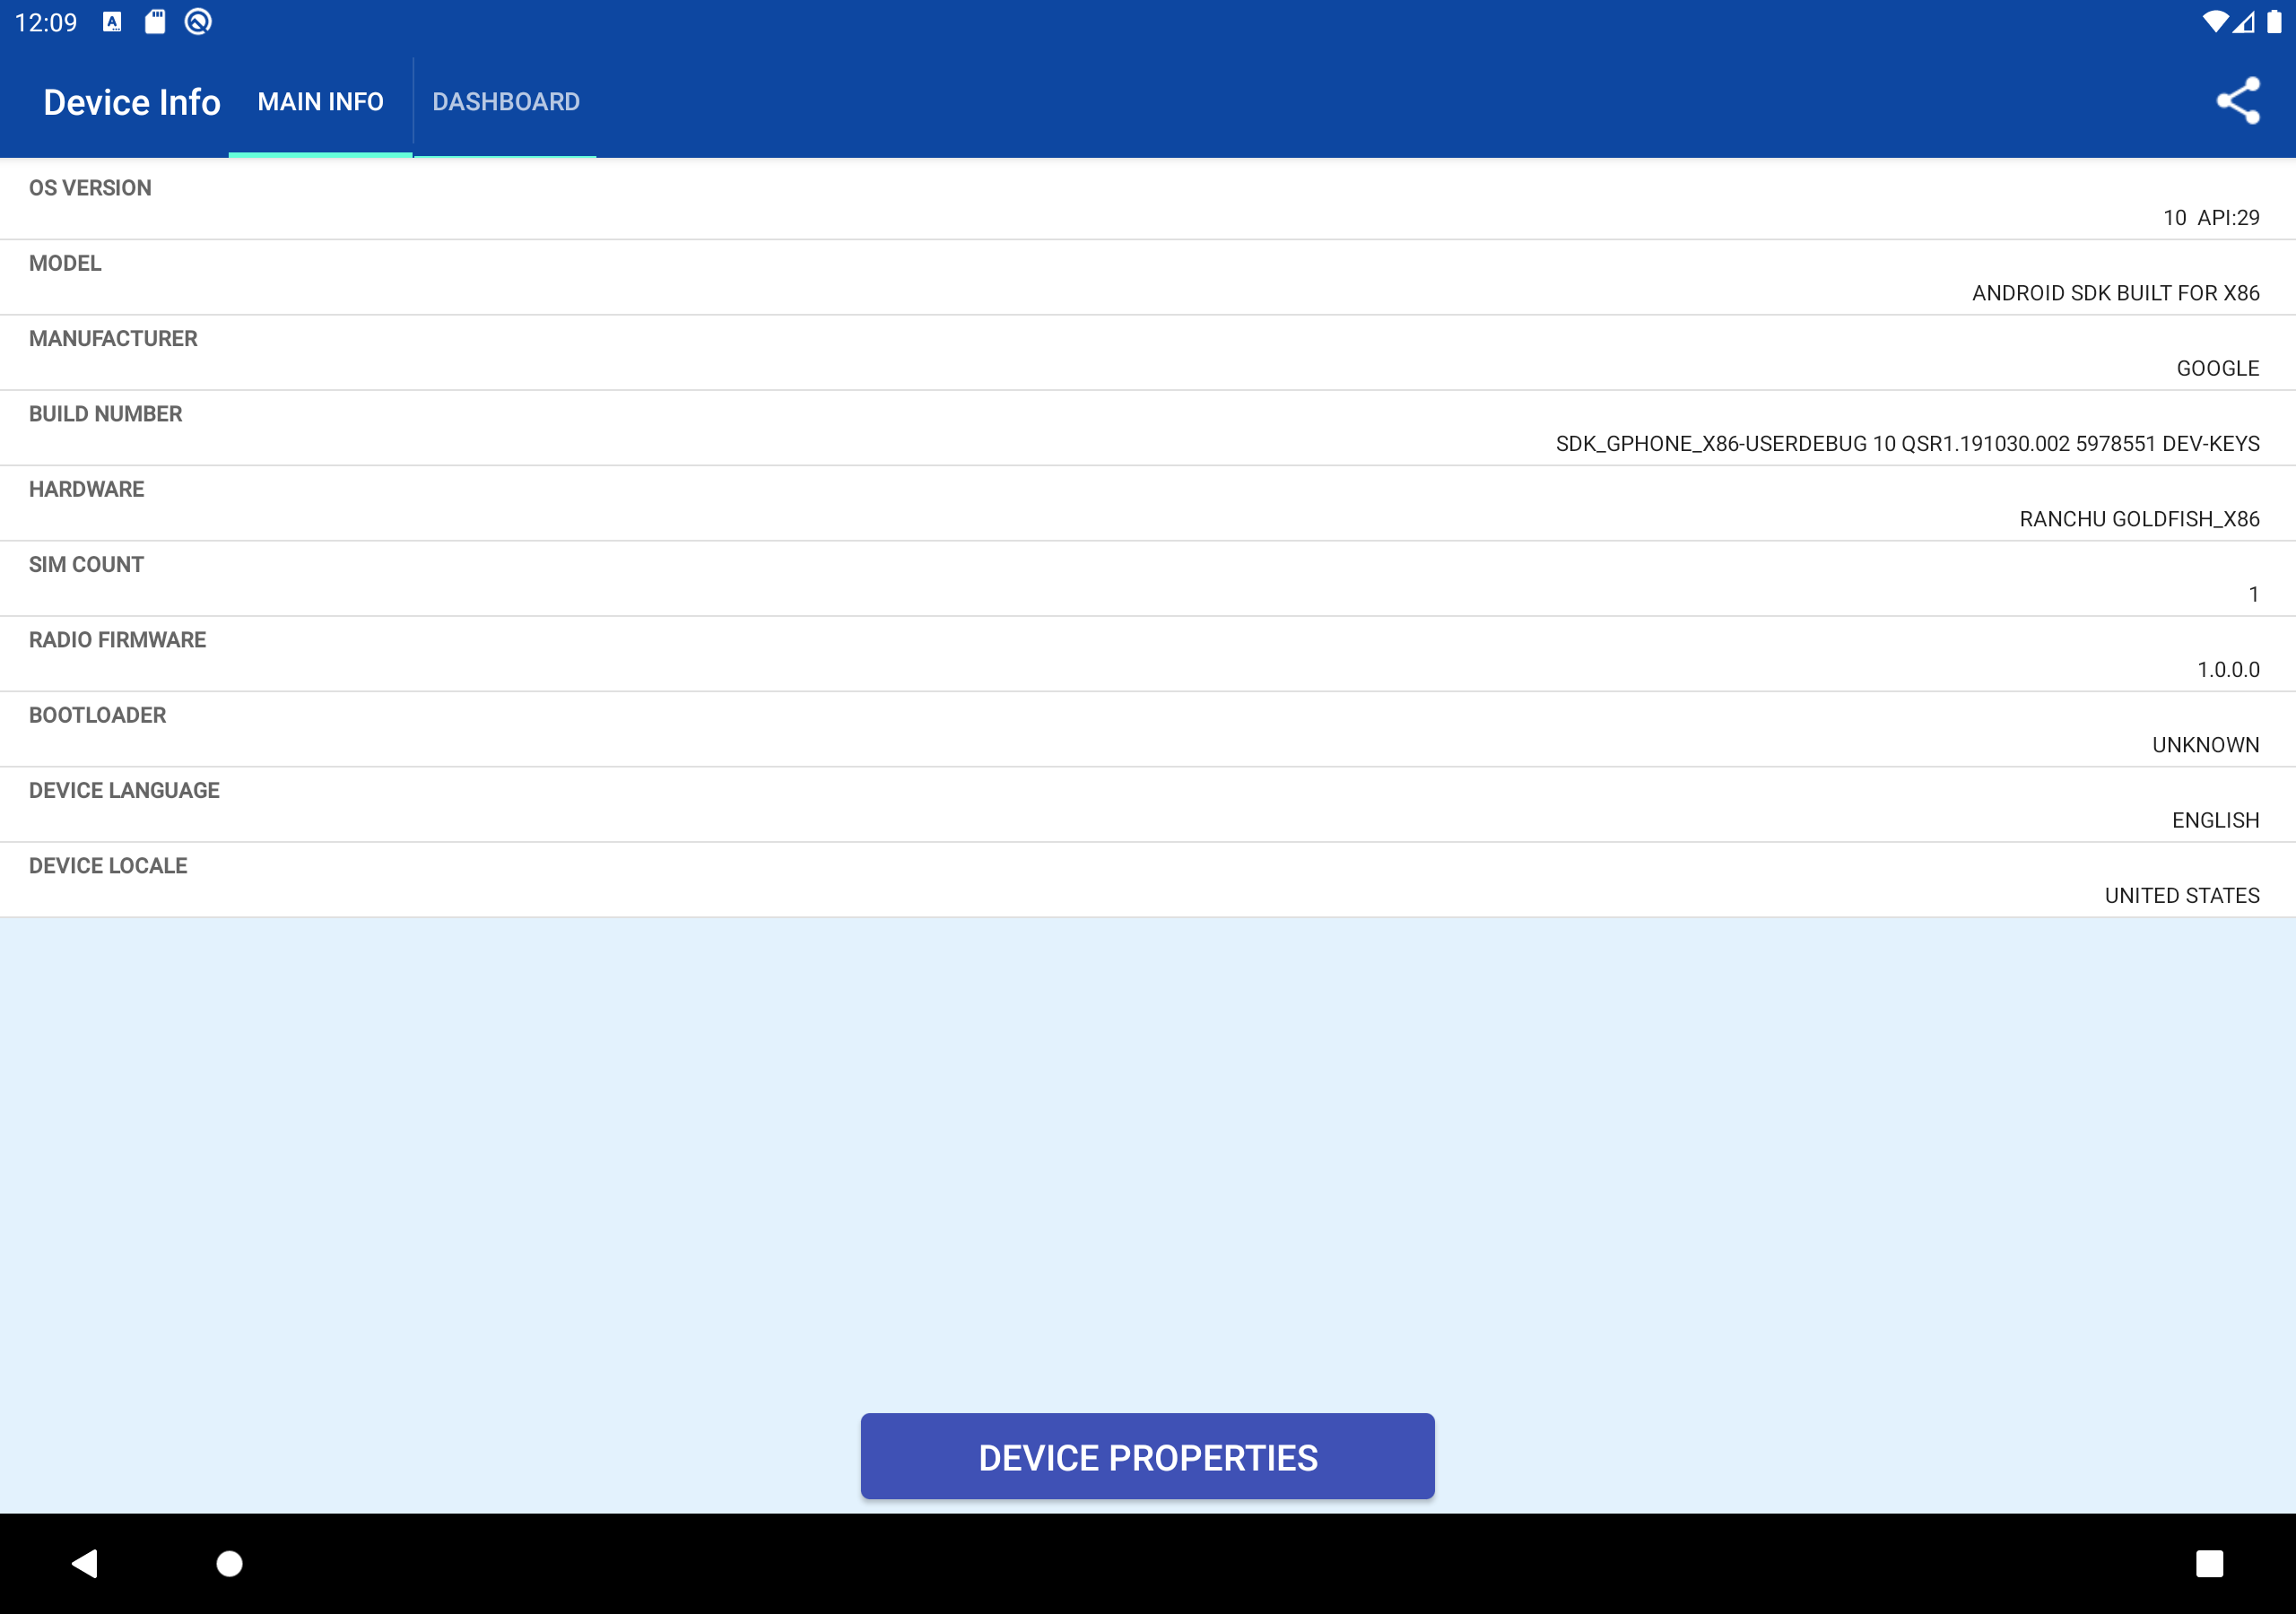 12:09
Device Info MAIN INFO DASHBOARD
OS VERSION
10 API:29
MODEL
ANDROID SDK BUILT FOR X86
MANUFACTURER
GOOGLE
BUILD NUMBER
SDK_GPHONE_X86-USERDEBUG 10 QSR1.191030.002 5978551 DEV-KEYS
HARDWARE
RANCHU GOLDFISH_X86
SIM COUNT
1
RADIO FIRMWARE
1.0.0.0
BOOTLOADER
UNKNOWN
DEVICE LANGUAGE
ENGLISH
DEVICE LOCALE
UNITED STATES
DEVICE PROPERTIES